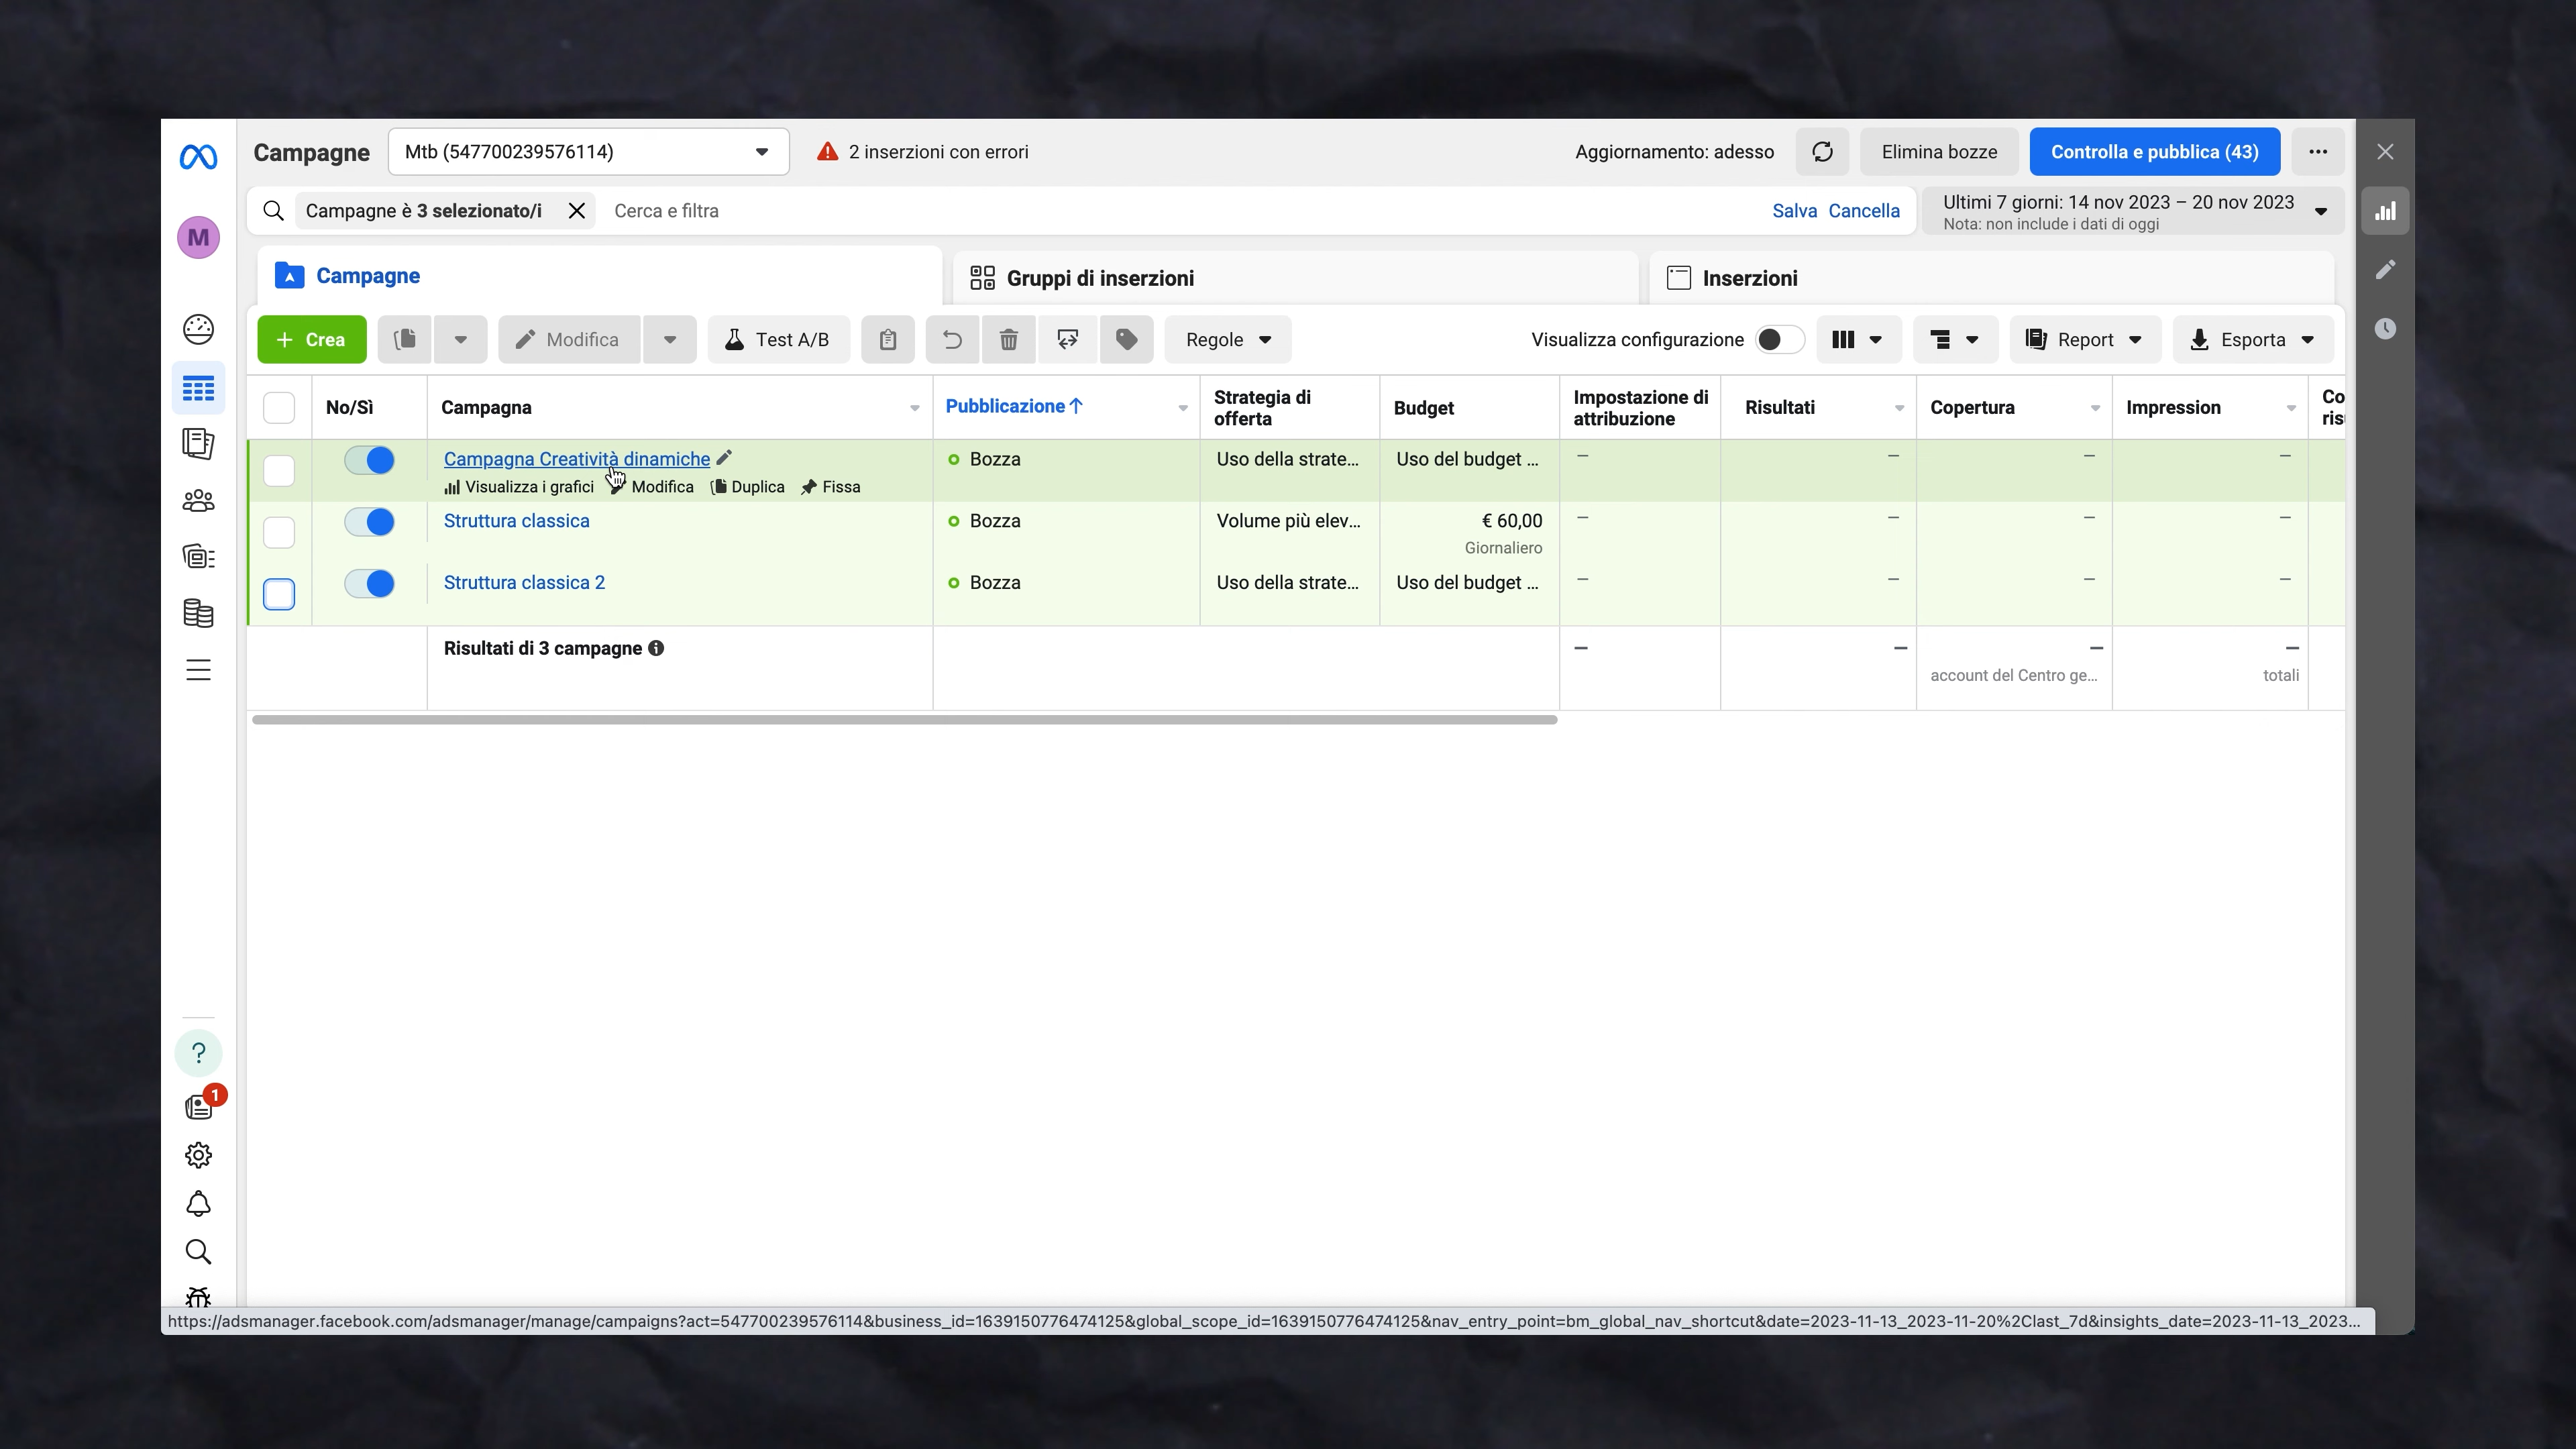 Campagne
Mtb (547700239576114)
2 inserzioni con errori
Aggiornamento: adesso
Elimina bozze
Controlla e pubblica (43)
M
Campagne è 3 selezionato/i
Cerca e filtra
Salva
Cancella
Ultimi 7 giorni: 14 nov 2023 – 20 nov 2023
Nota: non include i dati di oggi
Campagne
Gruppi di inserzioni
Inserzioni
+ Crea
Modifica
Test A/B
Regole
Visualizza configurazione
Report
Esporta
No/Sì
Campagna
Pubblicazione↑
Strategia di
offerta
Budget
Impostazione di
attribuzione
Risultati
Copertura
Impression
Co
ris
Campagna Creatività dinamiche
Bozza
Uso della strate...
Uso del budget ...
—
—
—
—
Visualizza i grafici
Modifica
Duplica
Fissa
Struttura classica
Bozza
Volume più elev...
€ 60,00
Giornaliero
—
—
—
—
Struttura classica 2
Bozza
Uso della strate...
Uso del budget ...
—
—
—
—
Risultati di 3 campagne
—
—
—
—
account del Centro ge...
totali
?
1
https://adsmanager.facebook.com/adsmanager/manage/campaigns?act=547700239576114&business_id=1639150776474125&global_scope_id=1639150776474125&nav_entry_point=bm_global_nav_shortcut&date=2023-11-13_2023-11-20%2Clast_7d&insights_date=2023-11-13_2023...